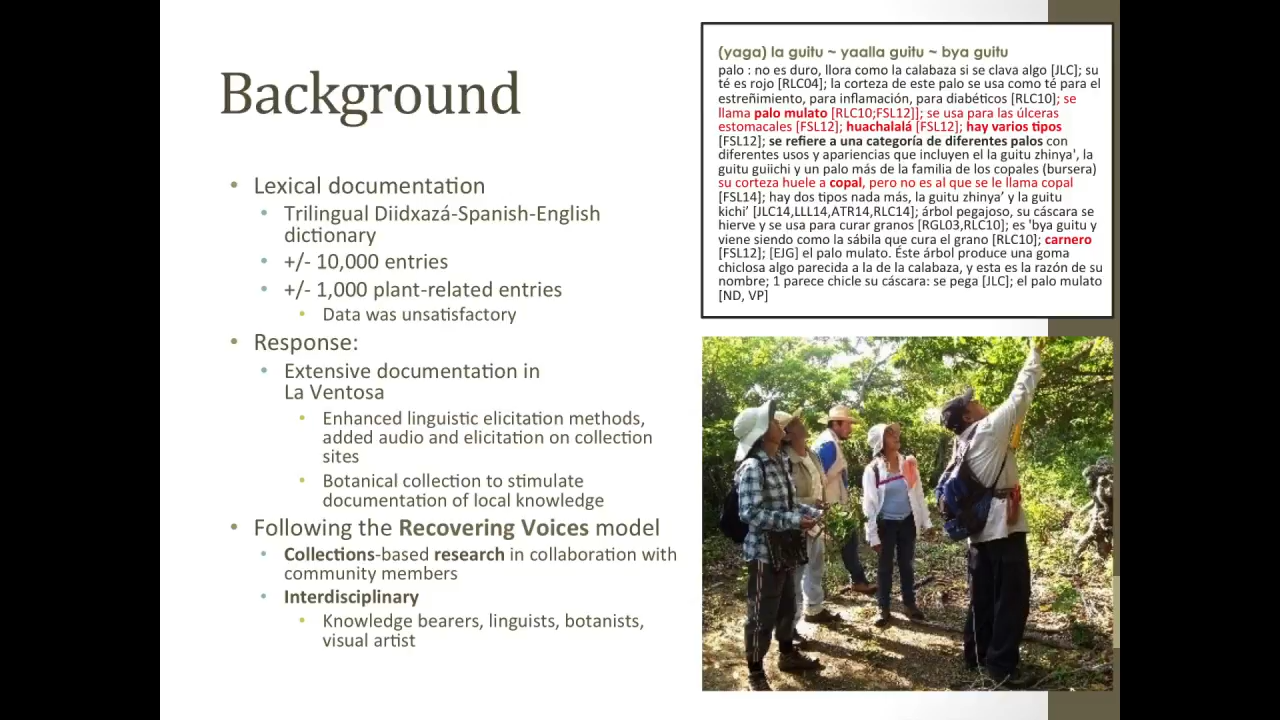 Background
• Lexical documentation
• Trilingual Diidxazá-Spanish-English
dictionary
• +/- 10,000 entries
• +/- 1,000 plant-related entries
• Data was unsatisfactory
• Response:
• Extensive documentation in
La Ventosa
• Enhanced linguistic elicitation methods,
added audio and elicitation on collection
sites
• Botanical collection to stimulate
documentation of local knowledge
• Following the Recovering Voices model
• Collections-based research in collaboration with
community members
• Interdisciplinary
• Knowledge bearers, linguists, botanists,
visual artist
(yaga) la guitu ~ yaalla guitu ~ bya guitu
palo : no es duro, llora como la calabaza si se clava algo [JLC]; su
té es rojo [RLC04]; la corteza de este palo se usa como té para el
estreñimiento, para inflamación, para diabéticos [RLC10]; se
llama palo mulato [RLC10;FSL12]]; se usa para las úlceras
estomacales [FSL12]; huachalalá [FSL12]; hay varios tipos
[FSL12]; se refiere a una categoría de diferentes palos con
diferentes usos y apariencias que incluyen el la guitu zhinya', la
guitu guiichi y un palo más de la familia de los copales (bursera)
su corteza huele a copal, pero no es al que se le llama copal
[FSL14]; hay dos tipos nada más, la guitu zhinya’ y la guitu
kichi’ [JLC14,LLL14,ATR14,RLC14]; árbol pegajoso, su cáscara se
hierve y se usa para curar granos [RGL03,RLC10]; es 'bya guitu y
viene siendo como la sábila que cura el grano [RLC10]; carnero
[FSL12]; [EJG] el palo mulato. Éste árbol produce una goma
chiclosa algo parecida a la de la calabaza, y esta es la razón de su
nombre; 1 parece chicle su cáscara: se pega [JLC]; el palo mulato
[ND, VP]